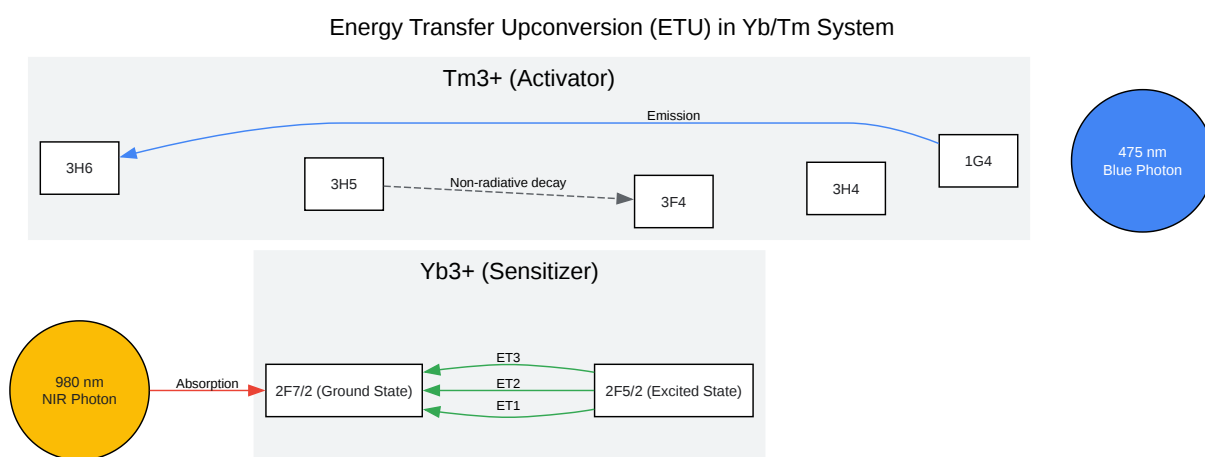 Energy Transfer Upconversion (ETU) in Yb/Tm System
Tm3+ (Activator)
Emission
3H6
3H5
Non-radiative decay
3F4
3H4
1G4
475 nm
Blue Photon
Yb3+ (Sensitizer)
980 nm
NIR Photon
Absorption
2F7/2 (Ground State)
ET3
ET2
ET1
2F5/2 (Excited State)